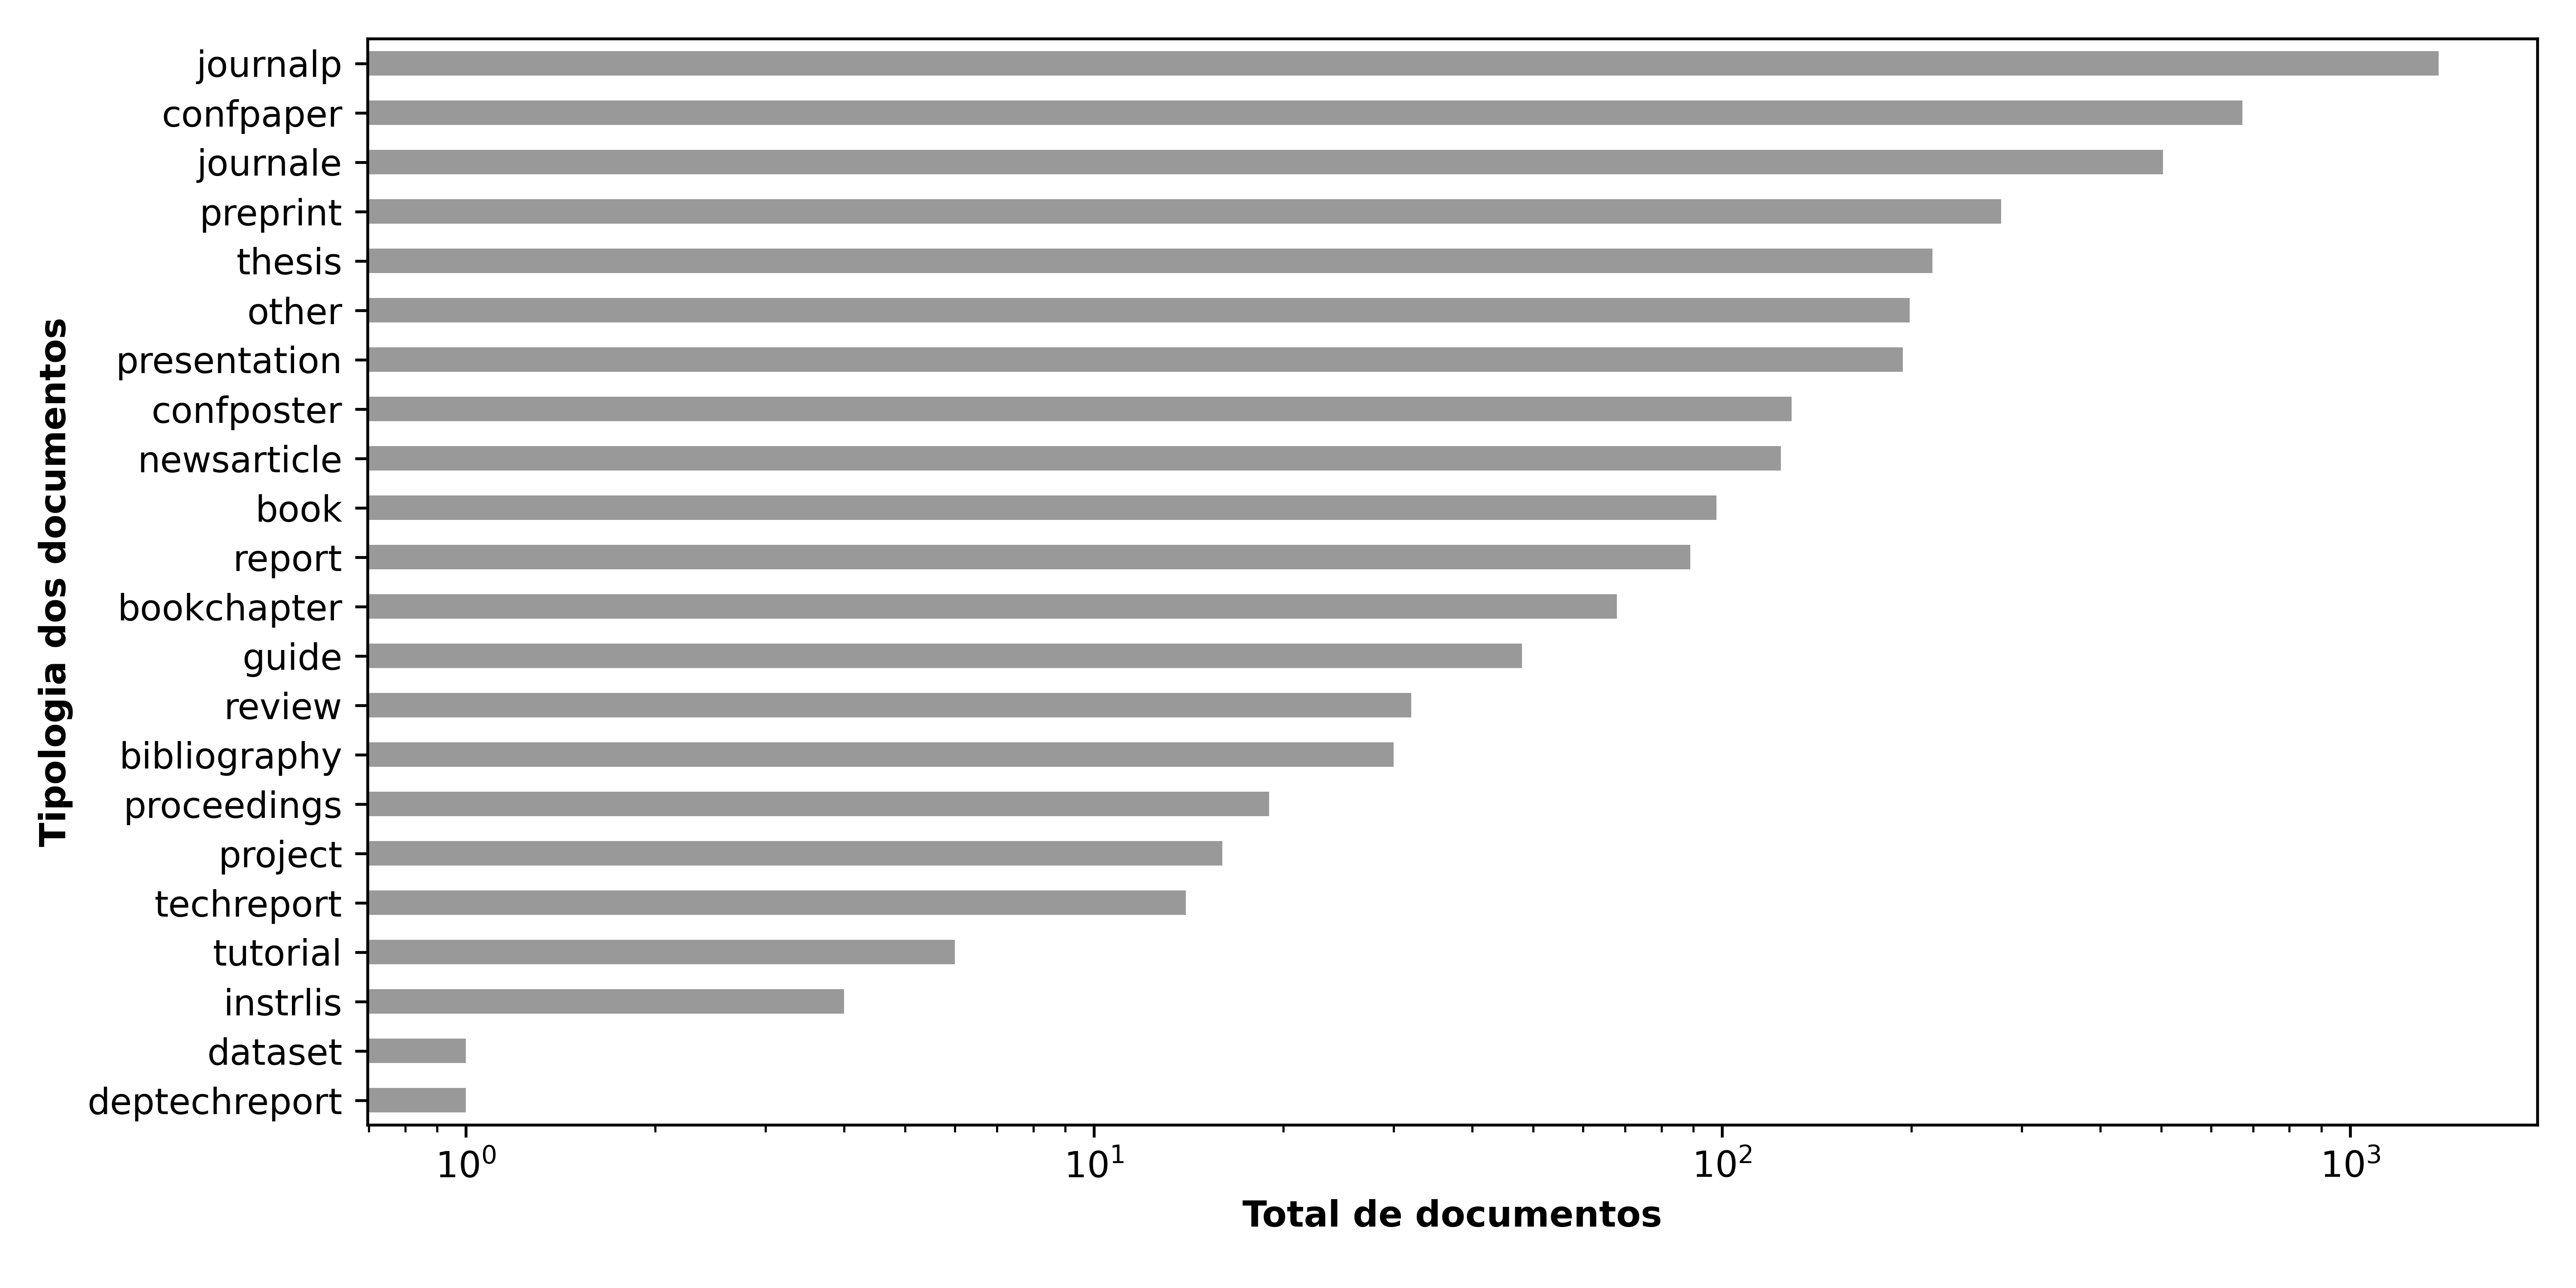 journalp
confpaper
journale
preprint
thesis
other
presentation
confposter
newsarticle
book
report
bookchapter
guide
review
bibliography
proceedings
project
techreport
tutorial
instrlis
dataset
deptechreport
Tipologia dos documentos
10⁰ 10¹ 10² 10³
Total de documentos